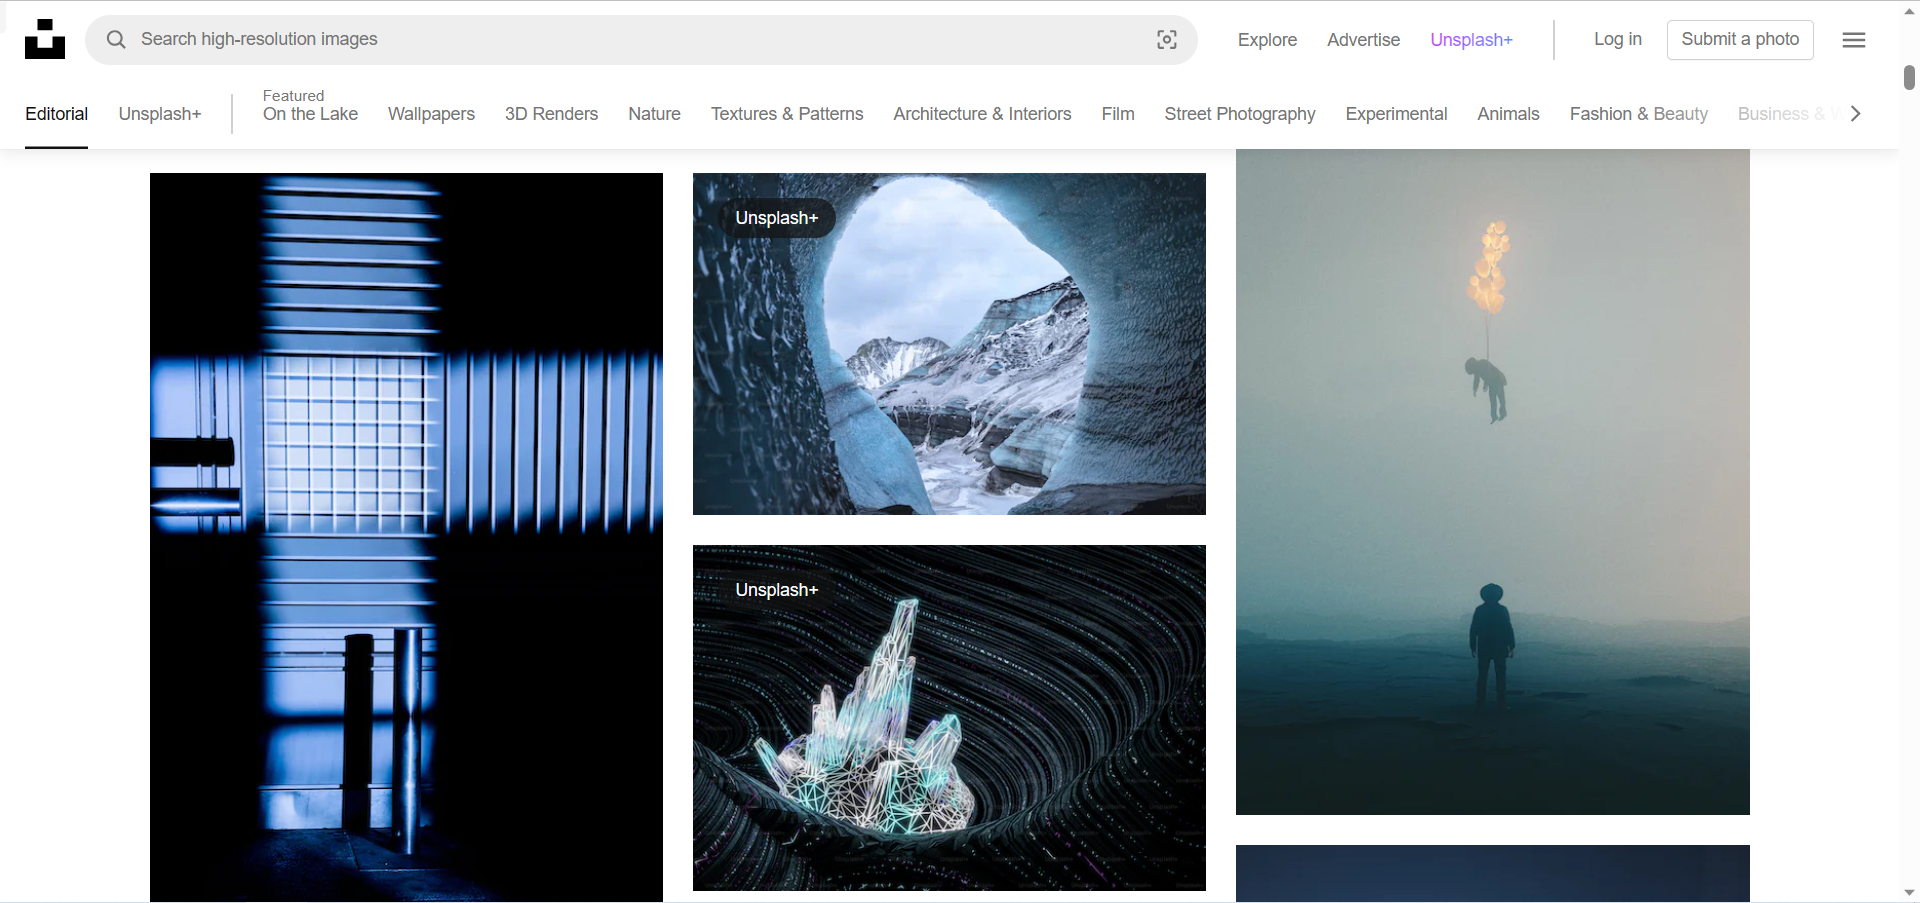 Search high-resolution images
Explore
Advertise
Unsplash+
Log in
Submit a photo
Editorial
Unsplash+
Featured
On the Lake
Wallpapers
3D Renders
Nature
Textures & Patterns
Architecture & Interiors
Film
Street Photography
Experimental
Animals
Fashion & Beauty
Business & W
Unsplash+
Unsplash+